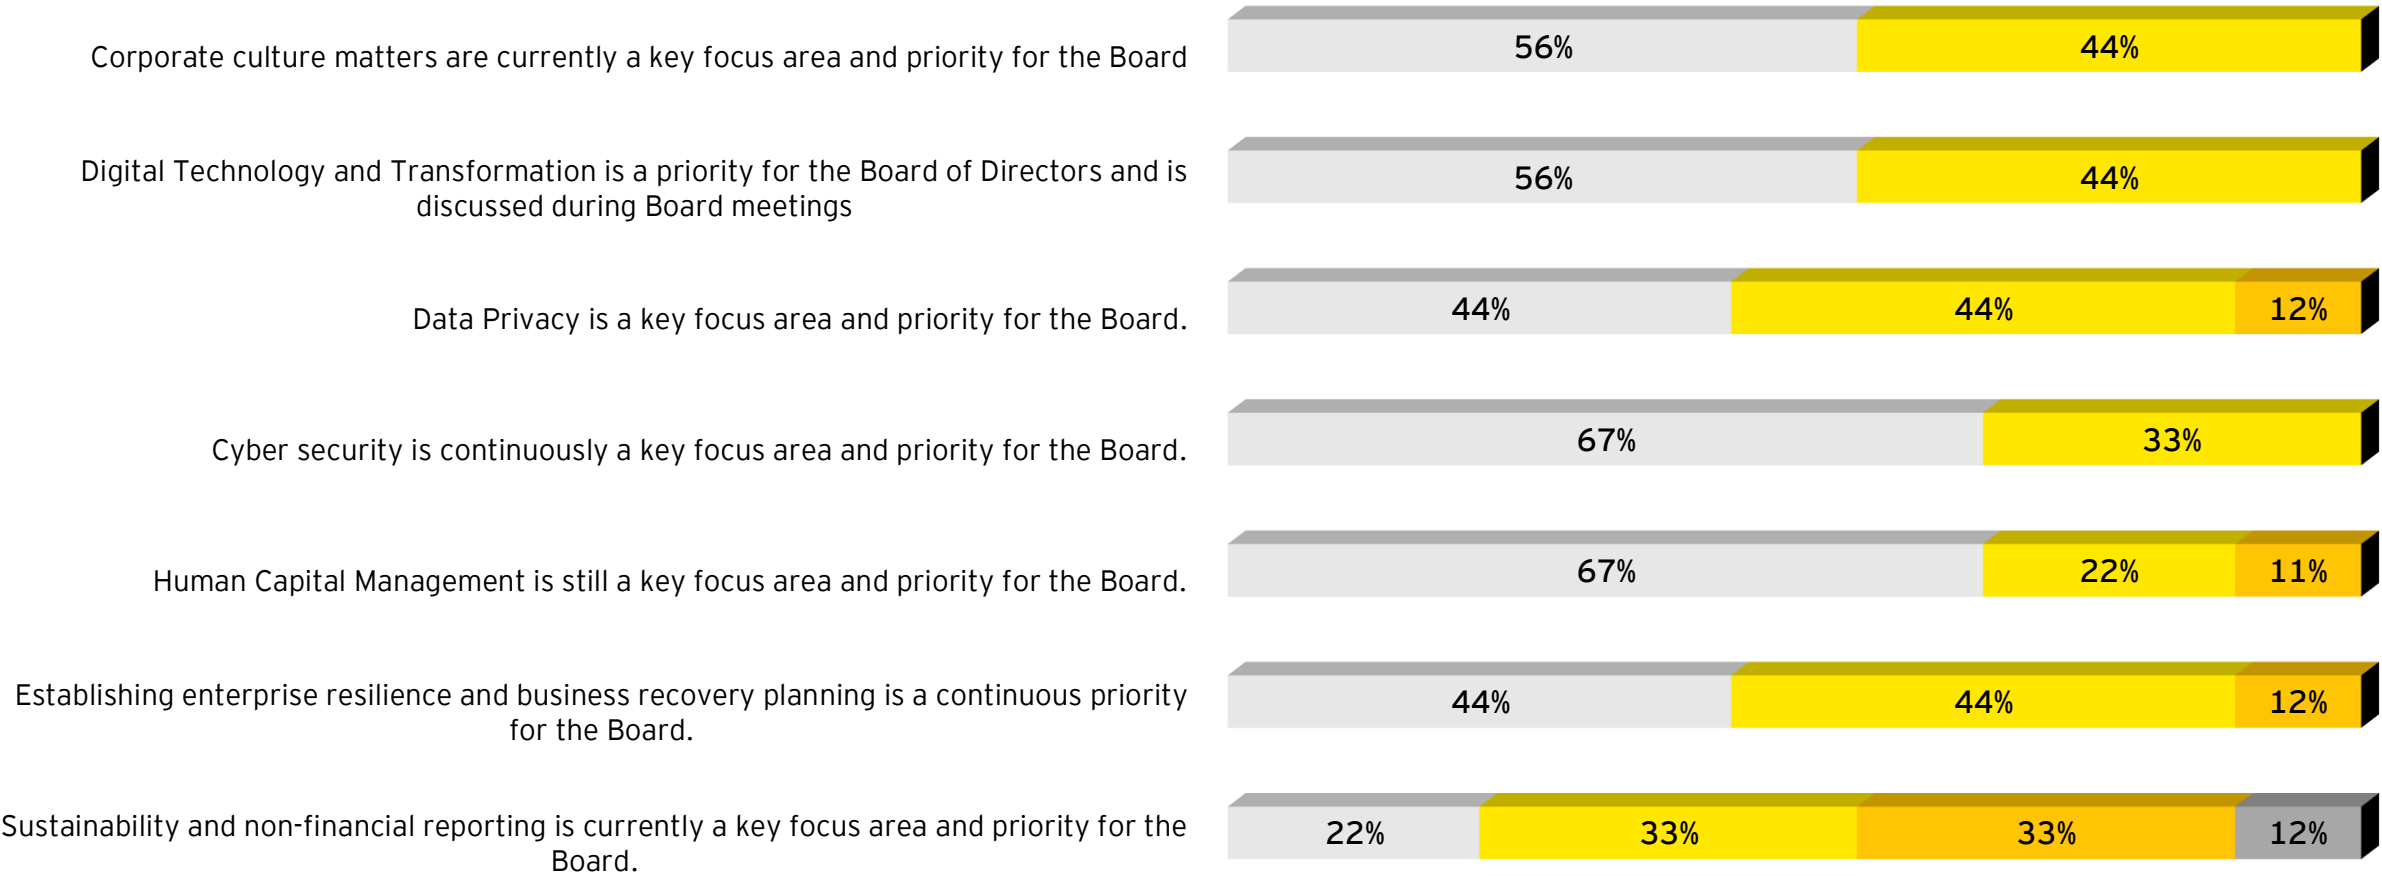 Corporate culture matters are currently a key focus area and priority for the Board
56%
44%
Digital Technology and Transformation is a priority for the Board of Directors and is
discussed during Board meetings
56%
44%
Data Privacy is a key focus area and priority for the Board.
44%
44%
12%
Cyber security is continuously a key focus area and priority for the Board.
67%
33%
Human Capital Management is still a key focus area and priority for the Board.
67%
22%
11%
Establishing enterprise resilience and business recovery planning is a continuous priority
for the Board.
44%
44%
12%
Sustainability and non-financial reporting is currently a key focus area and priority for the
Board.
22%
33%
33%
12%